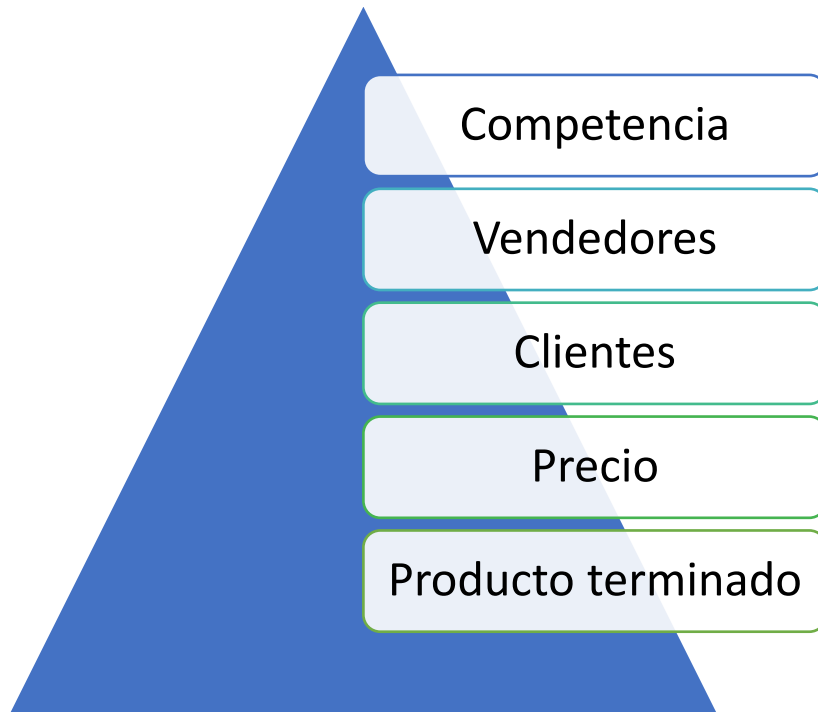 Competencia
Vendedores
Clientes
Precio
Producto terminado